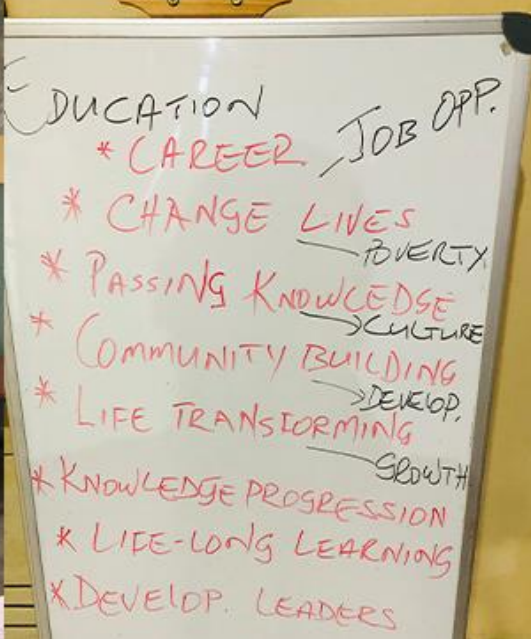 EDUCATION
* CAREER JOB OPP.
* CHANGE LIVES
POVERTY
* PASSING KNOWLEDGE
CULTURE
* COMMUNITY BUILDING
DEVELOP.
* LIFE TRANSFORMING
GROWTH
* KNOWLEDGE PROGRESSION
* LIFE-LONG LEARNING
* DEVELOP. LEADERS